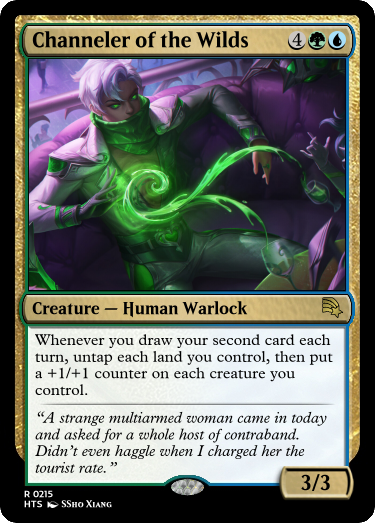 Channeler of the Wilds 4
Creature — Human Warlock
Whenever you draw your second card each
turn, untap each land you control, then put
a +1/+1 counter on each creature you
control.
“A strange multiarmed woman came in today
and asked for a whole host of contraband.
Didn’t even haggle when I charged her the
tourist rate.”
3/3
R 0215
HTS SSho Xiang